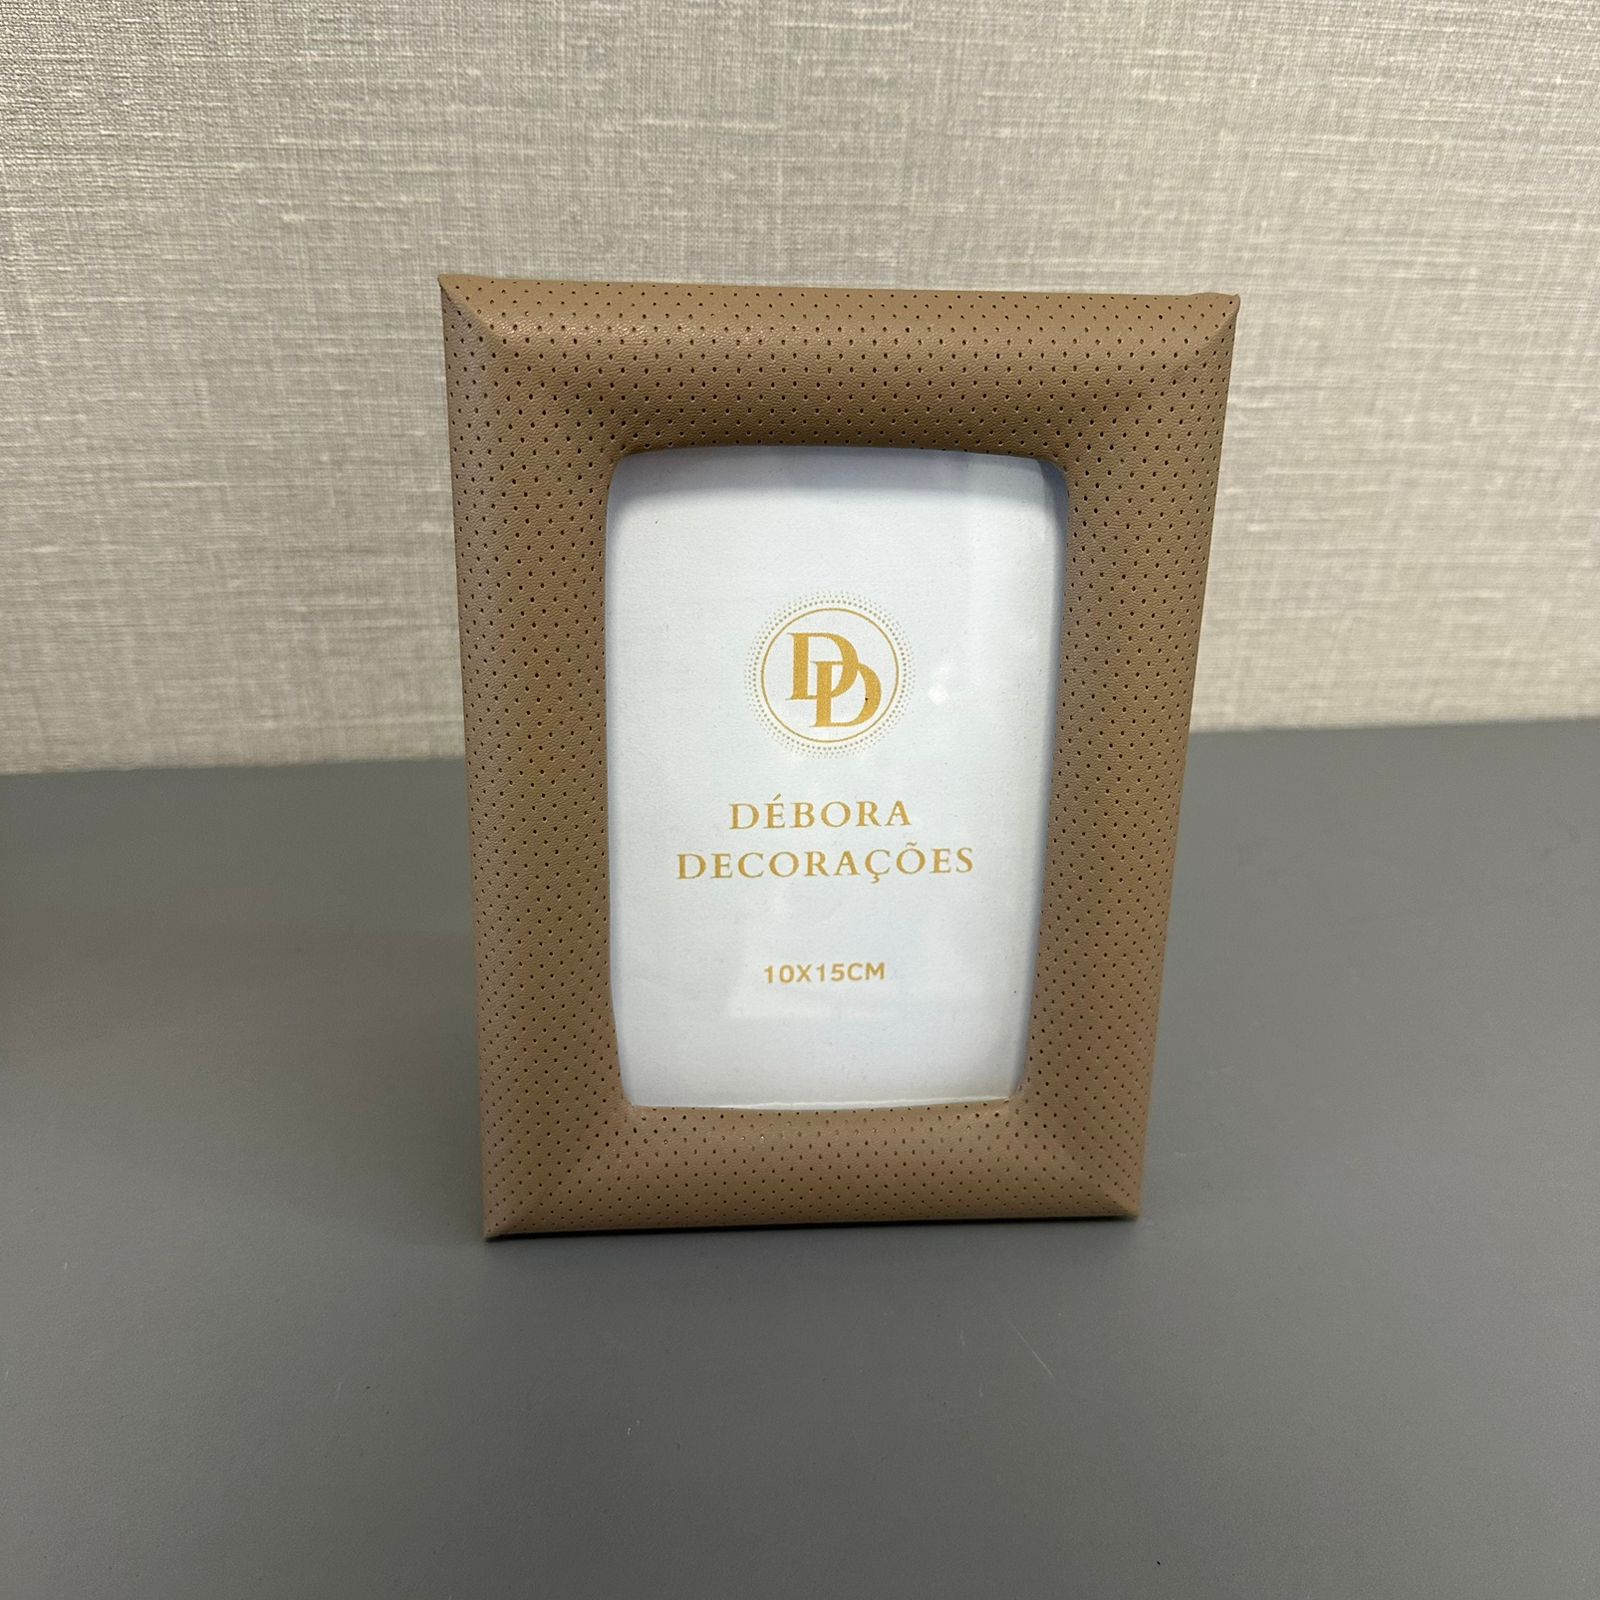 DD
DÉBORA
DECORAÇÕES
10X15CM